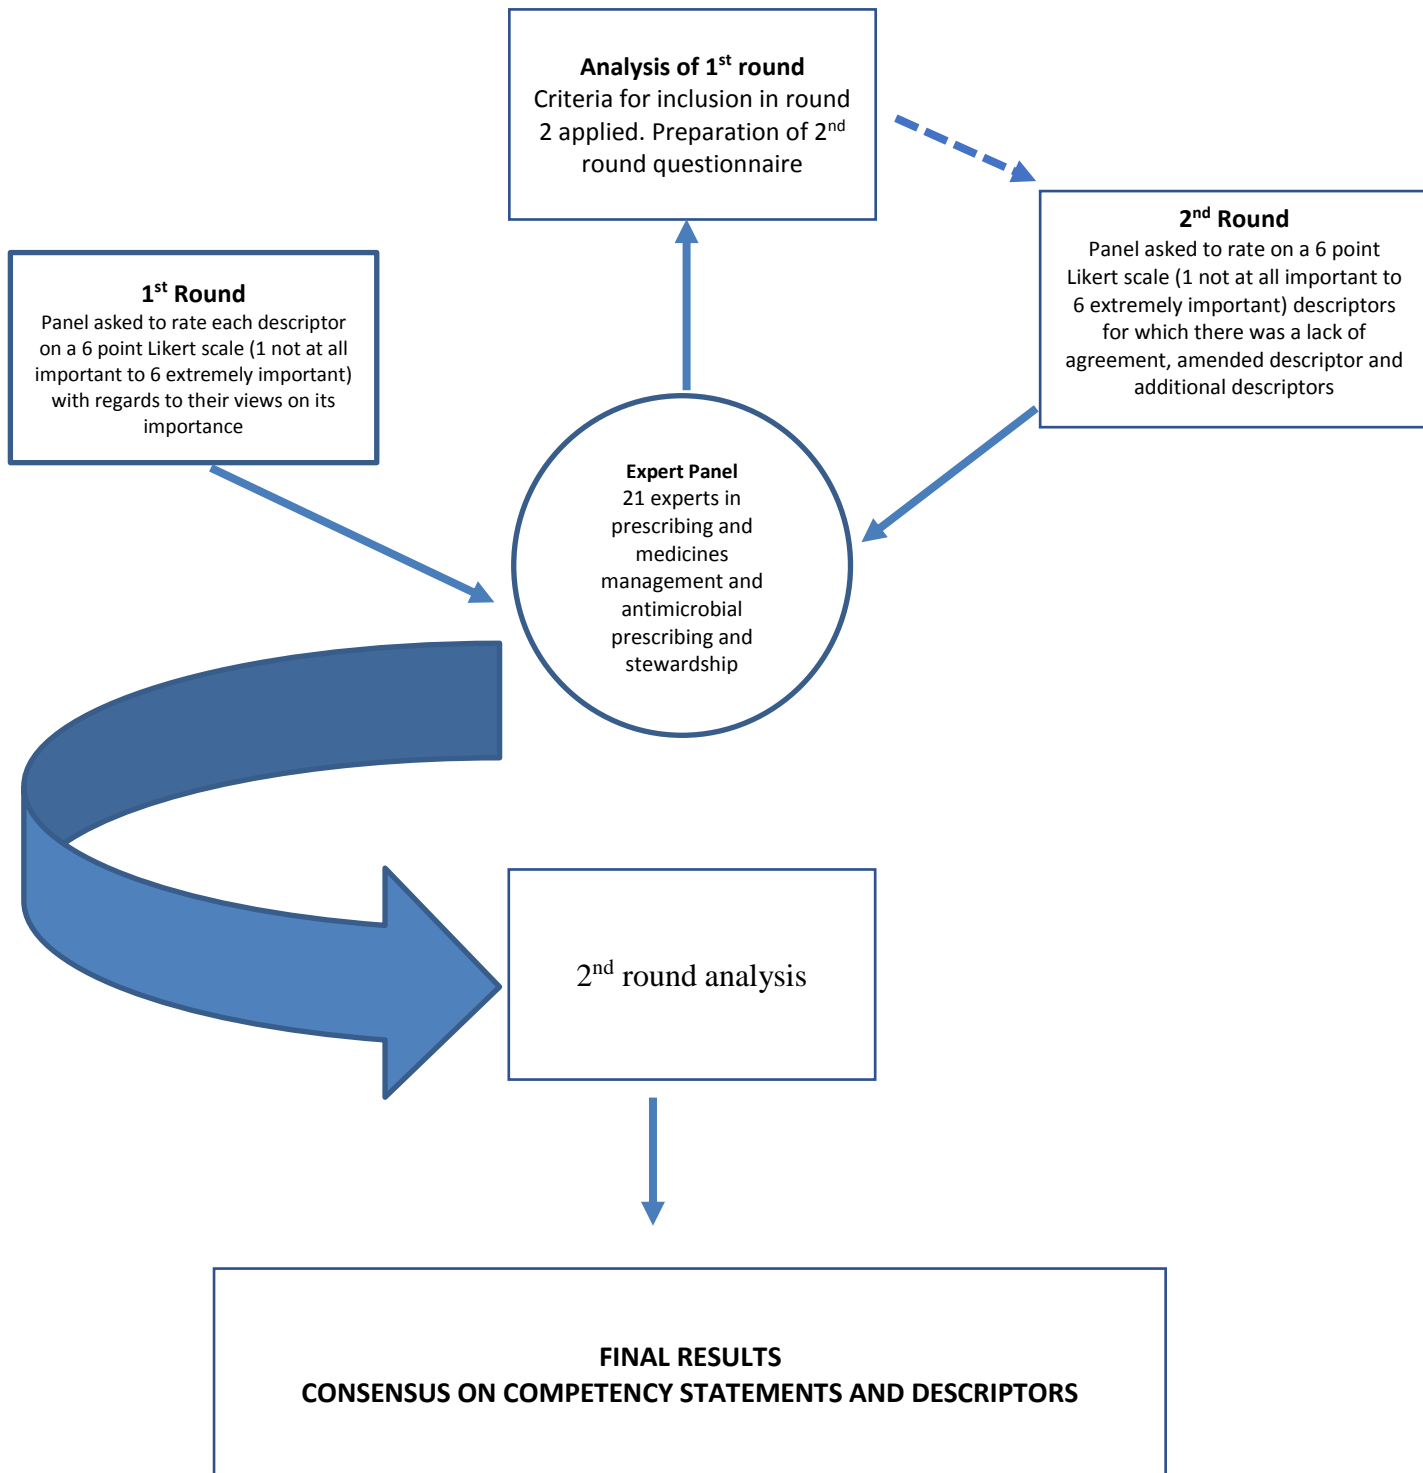 Analysis of 1st round
Criteria for inclusion in round
2 applied. Preparation of 2nd
round questionnaire
2nd Round
Panel asked to rate on a 6 point
Likert scale (1 not at all important to
6 extremely important) descriptors
for which there was a lack of
agreement, amended descriptor and
additional descriptors
1st Round
Panel asked to rate each descriptor
on a 6 point Likert scale (1 not at all
important to 6 extremely important)
with regards to their views on its
importance
Expert Panel
21 experts in
prescribing and
medicines
management and
antimicrobial
prescribing and
stewardship
2nd round analysis
FINAL RESULTS
CONSENSUS ON COMPETENCY STATEMENTS AND DESCRIPTORS